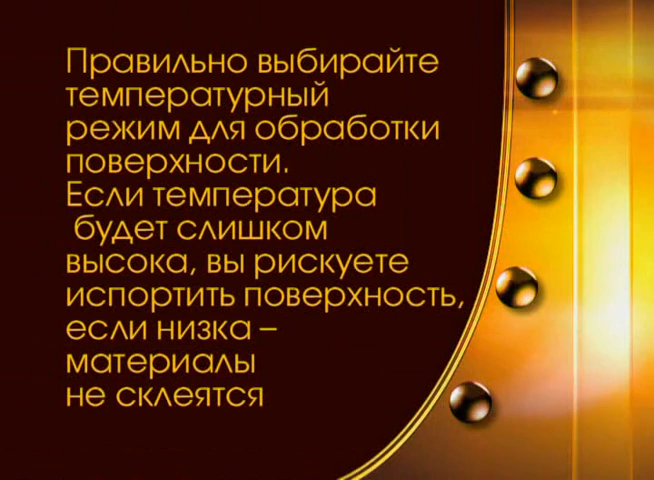 Правильно выбирайте
температурный
режим для обработки
поверхности.
Если температура
будет слишком
высока, вы рискуете
испортить поверхность,
если низка –
материалы
не склеятся